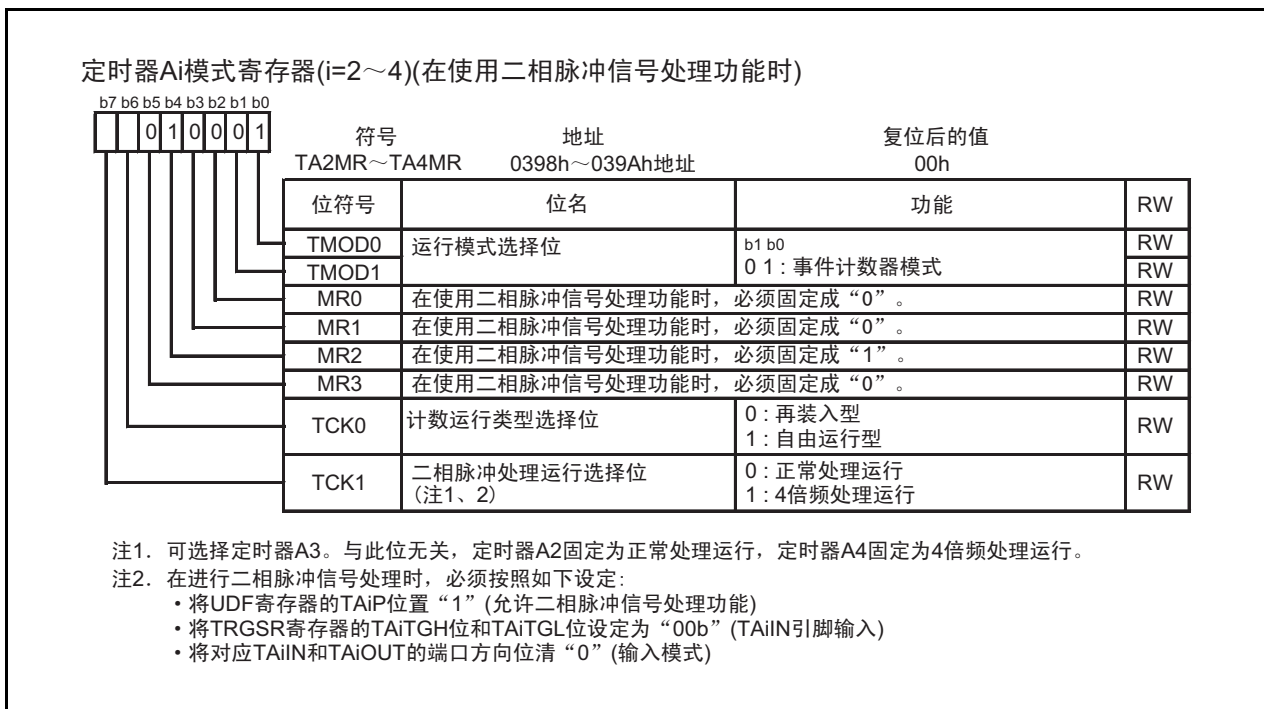 定时器Ai模式寄存器(i=2～4)(在使用二相脉冲信号处理功能时)
b7 b6 b5 b4 b3 b2 b1 b0
0 1 0 0 0 1
符号 地址 复位后的值
TA2MR～TA4MR 0398h～039Ah地址 00h
位符号 位名 功能 RW
TMOD0 运行模式选择位 b1 b0 RW
TMOD1 0 1 : 事件计数器模式 RW
MR0 在使用二相脉冲信号处理功能时，必须固定成“0”。 RW
MR1 在使用二相脉冲信号处理功能时，必须固定成“0”。 RW
MR2 在使用二相脉冲信号处理功能时，必须固定成“1”。 RW
MR3 在使用二相脉冲信号处理功能时，必须固定成“0”。 RW
TCK0 计数运行类型选择位 0 : 再装入型 RW
1 : 自由运行型
TCK1 二相脉冲处理运行选择位 0 : 正常处理运行 RW
(注1、2) 1 : 4倍频处理运行
注1. 可选择定时器A3。与此位无关，定时器A2固定为正常处理运行，定时器A4固定为4倍频处理运行。
注2. 在进行二相脉冲信号处理时，必须按照如下设定:
・将UDF寄存器的TAiP位置“1”(允许二相脉冲信号处理功能)
・将TRGSR寄存器的TAiTGH位和TAiTGL位设定为“00b”(TAiIN引脚输入)
・将对应TAiIN和TAiOUT的端口方向位清“0”(输入模式)